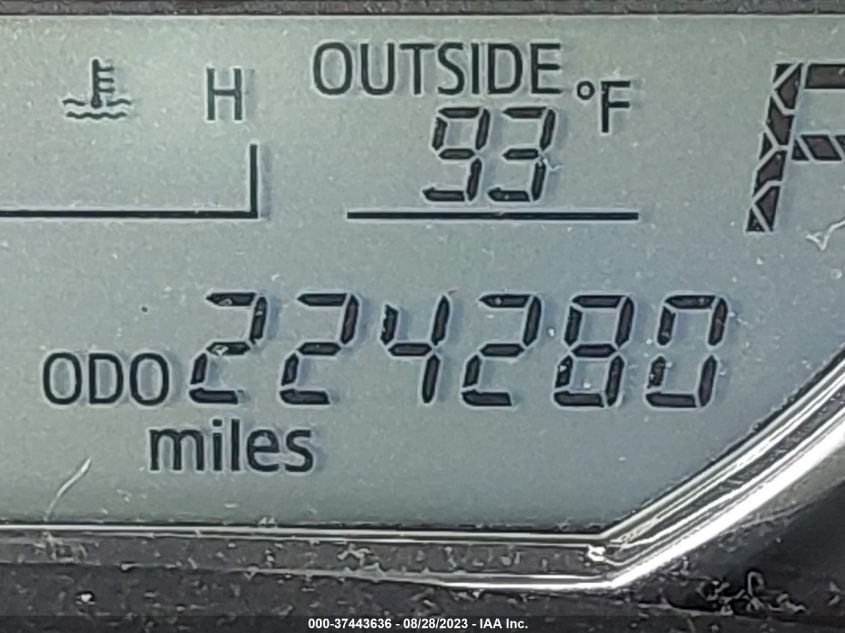 H
OUTSIDE
93 °F
ODO 224280
miles
000-37443636 - 08/28/2023 - IAA Inc.